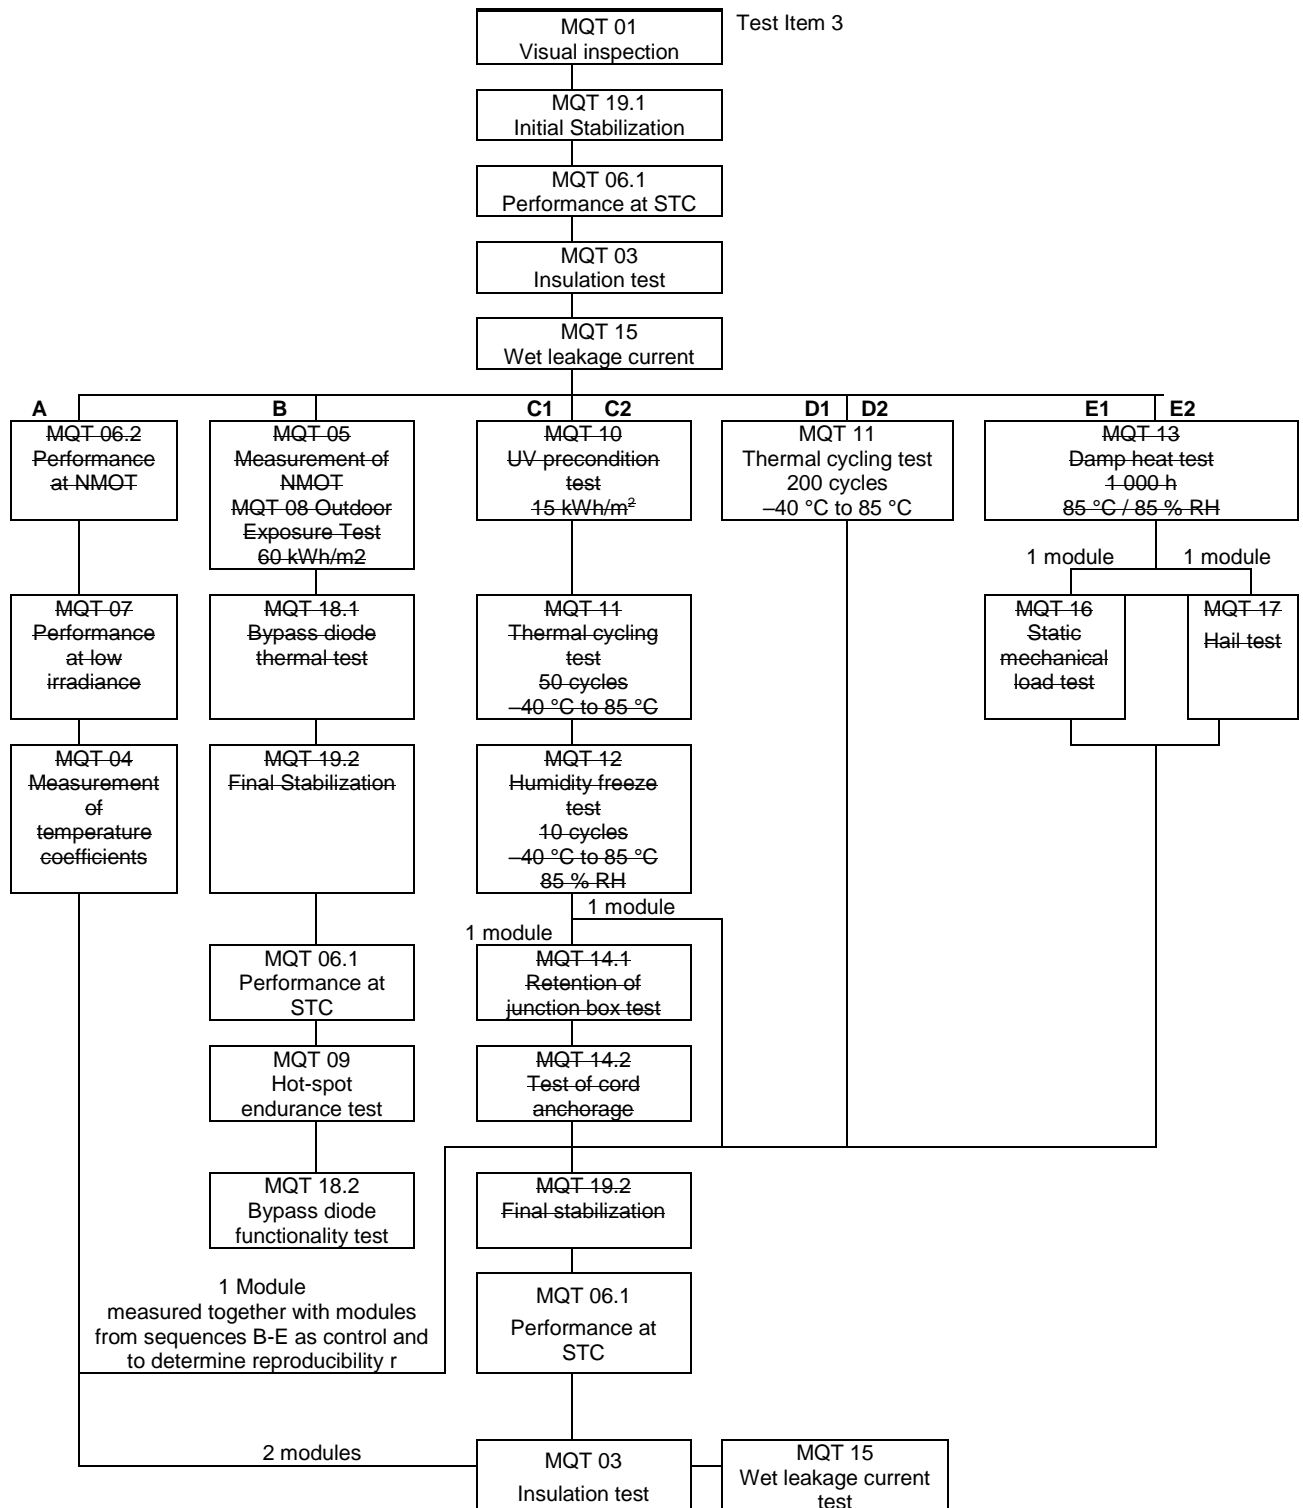 MQT 01
Visual inspection
Test Item 3
MQT 19.1
Initial Stabilization
MQT 06.1
Performance at STC
MQT 03
Insulation test
MQT 15
Wet leakage current
A
B
C1
C2
D1
D2
E1
E2
MQT 06.2
Performance
at NMOT
MQT 05
Measurement of
NMOT
MQT 08 Outdoor
Exposure Test
60 kWh/m2
MQT 10
UV precondition
test
15 kWh/m²
MQT 11
Thermal cycling test
200 cycles
–40 °C to 85 °C
MQT 13
Damp heat test
1 000 h
85 °C / 85 % RH
1 module
1 module
MQT 07
Performance
at low
irradiance
MQT 18.1
Bypass diode
thermal test
MQT 11
Thermal cycling
test
50 cycles
–40 °C to 85 °C
MQT 16
Static
mechanical
load test
MQT 17
Hail test
MQT 04
Measurement
of
temperature
coefficients
MQT 19.2
Final Stabilization
MQT 12
Humidity freeze
test
10 cycles
–40 °C to 85 °C
85 % RH
1 module
1 module
MQT 06.1
Performance at
STC
MQT 14.1
Retention of
junction box test
MQT 09
Hot-spot
endurance test
MQT 14.2
Test of cord
anchorage
MQT 18.2
Bypass diode
functionality test
MQT 19.2
Final stabilization
1 Module
measured together with modules
from sequences B-E as control and
to determine reproducibility r
MQT 06.1
Performance at
STC
2 modules
MQT 03
Insulation test
MQT 15
Wet leakage current
test